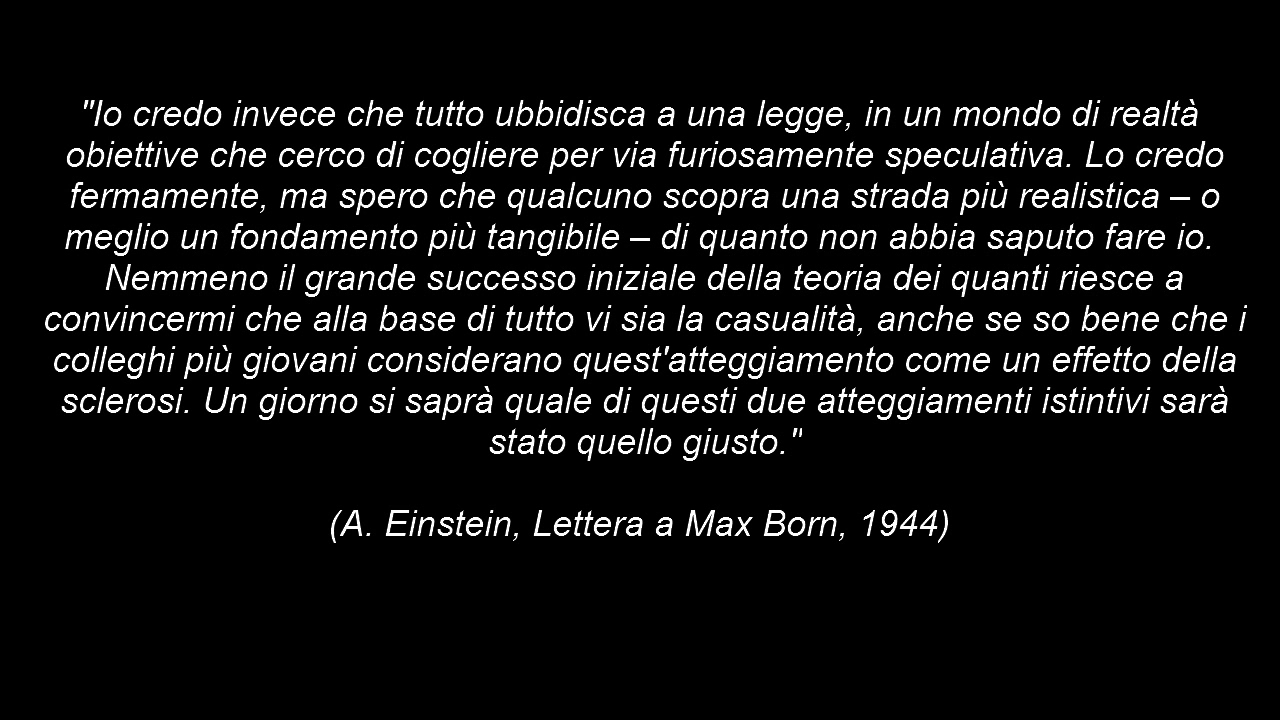 "Io credo invece che tutto ubbidisca a una legge, in un mondo di realtà
obiettive che cerco di cogliere per via furiosamente speculativa. Lo credo
fermamente, ma spero che qualcuno scopra una strada più realistica – o
meglio un fondamento più tangibile – di quanto non abbia saputo fare io.
Nemmeno il grande successo iniziale della teoria dei quanti riesce a
convincermi che alla base di tutto vi sia la casualità, anche se so bene che i
colleghi più giovani considerano quest'atteggiamento come un effetto della
sclerosi. Un giorno si saprà quale di questi due atteggiamenti istintivi sarà
stato quello giusto."
(A. Einstein, Lettera a Max Born, 1944)